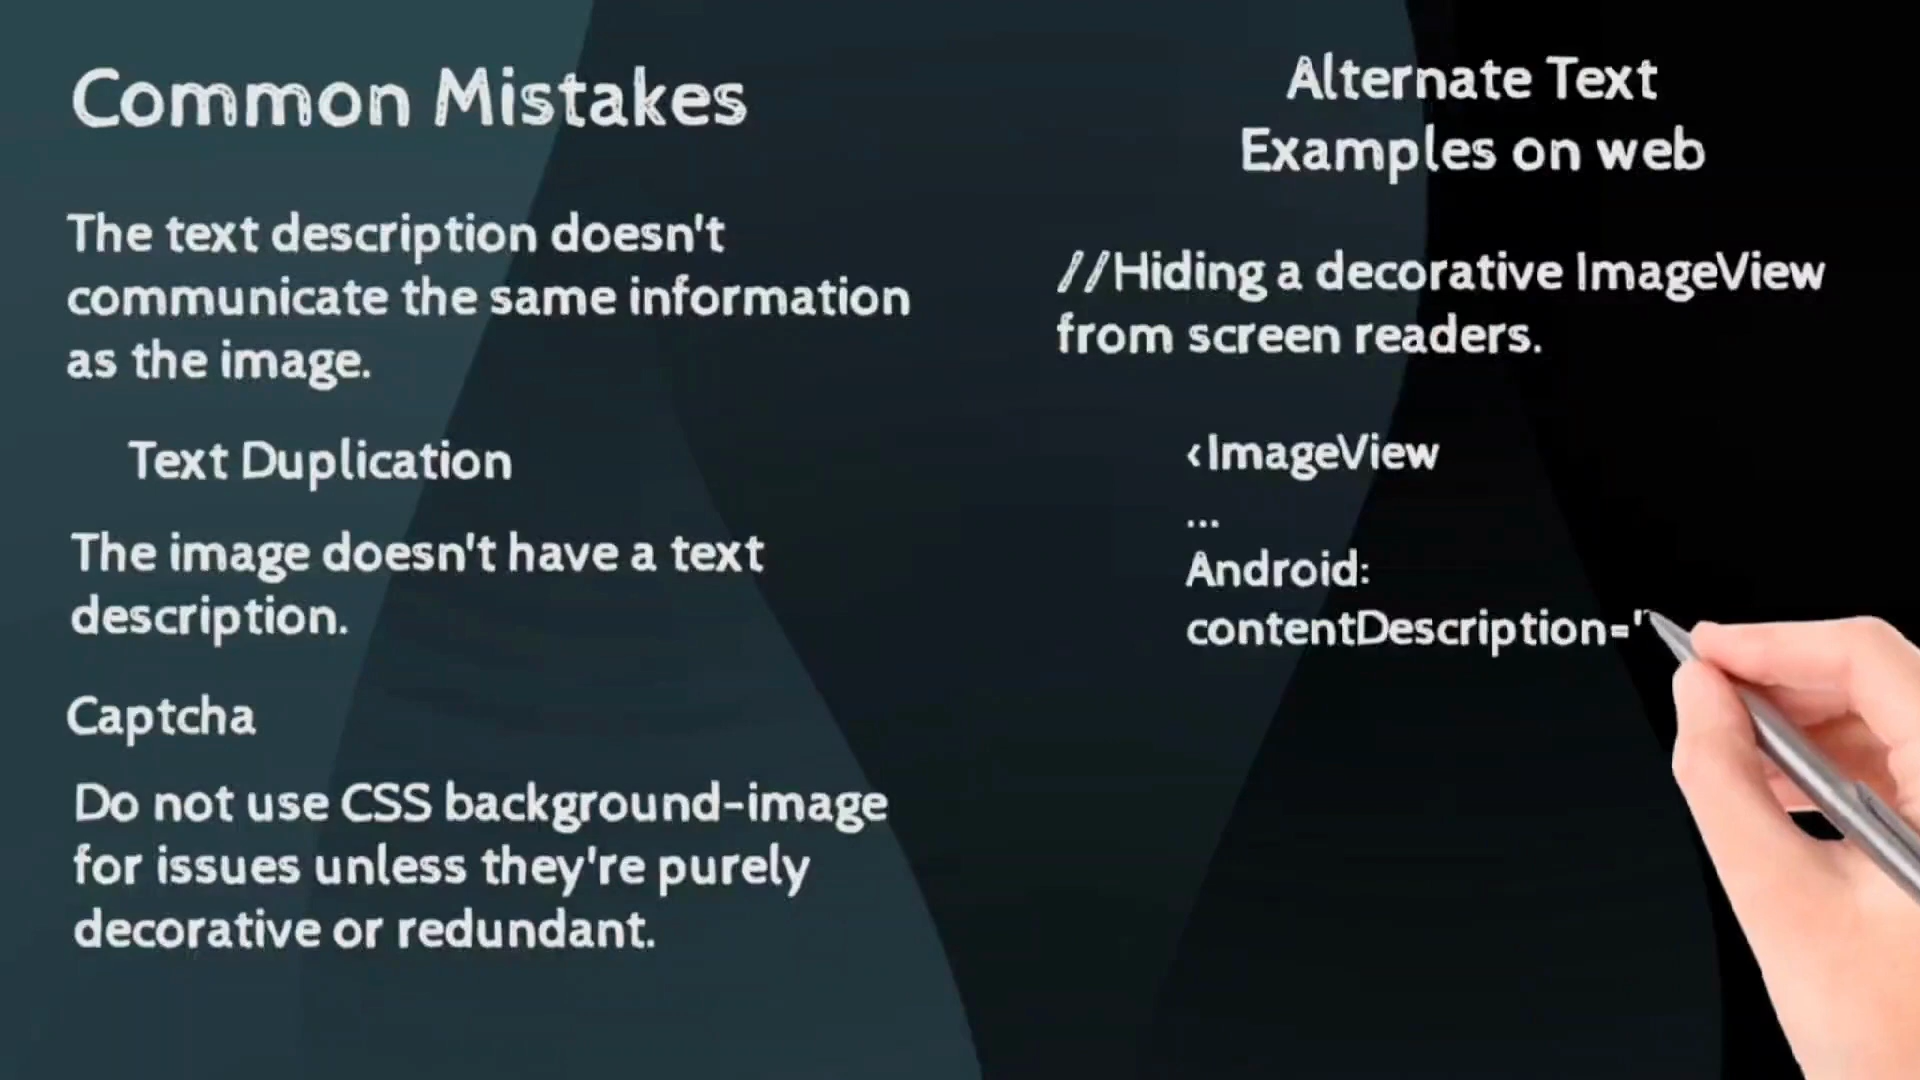 Common Mistakes
The text description doesn't
communicate the same information
as the image.
Text Duplication
The image doesn't have a text
description.
Captcha
Do not use CSS background-image
for issues unless they're purely
decorative or redundant.
Alternate Text
Examples on web
//Hiding a decorative ImageView
from screen readers.
<ImageView
...
Android:
contentDescription="